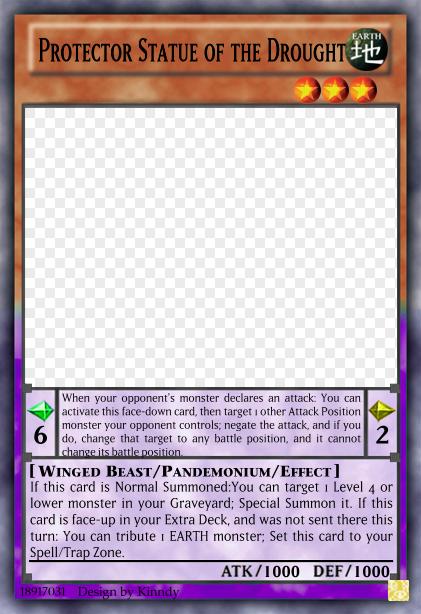 Protector Statue of the Drought
EARTH
地
When your opponent's monster declares an attack: You can
activate this face-down card, then target 1 other Attack Position
monster your opponent controls; negate the attack, and if you
do, change that target to any battle position, and it cannot
change its battle position.
6
2
[Winged Beast/Pandemonium/Effect]
If this card is Normal Summoned:You can target 1 Level 4 or
lower monster in your Graveyard; Special Summon it. If this
card is face-up in your Extra Deck, and was not sent there this
turn: You can tribute 1 EARTH monster; Set this card to your
Spell/Trap Zone.
ATK/1000 DEF/1000
18917031 Design by Kinndy